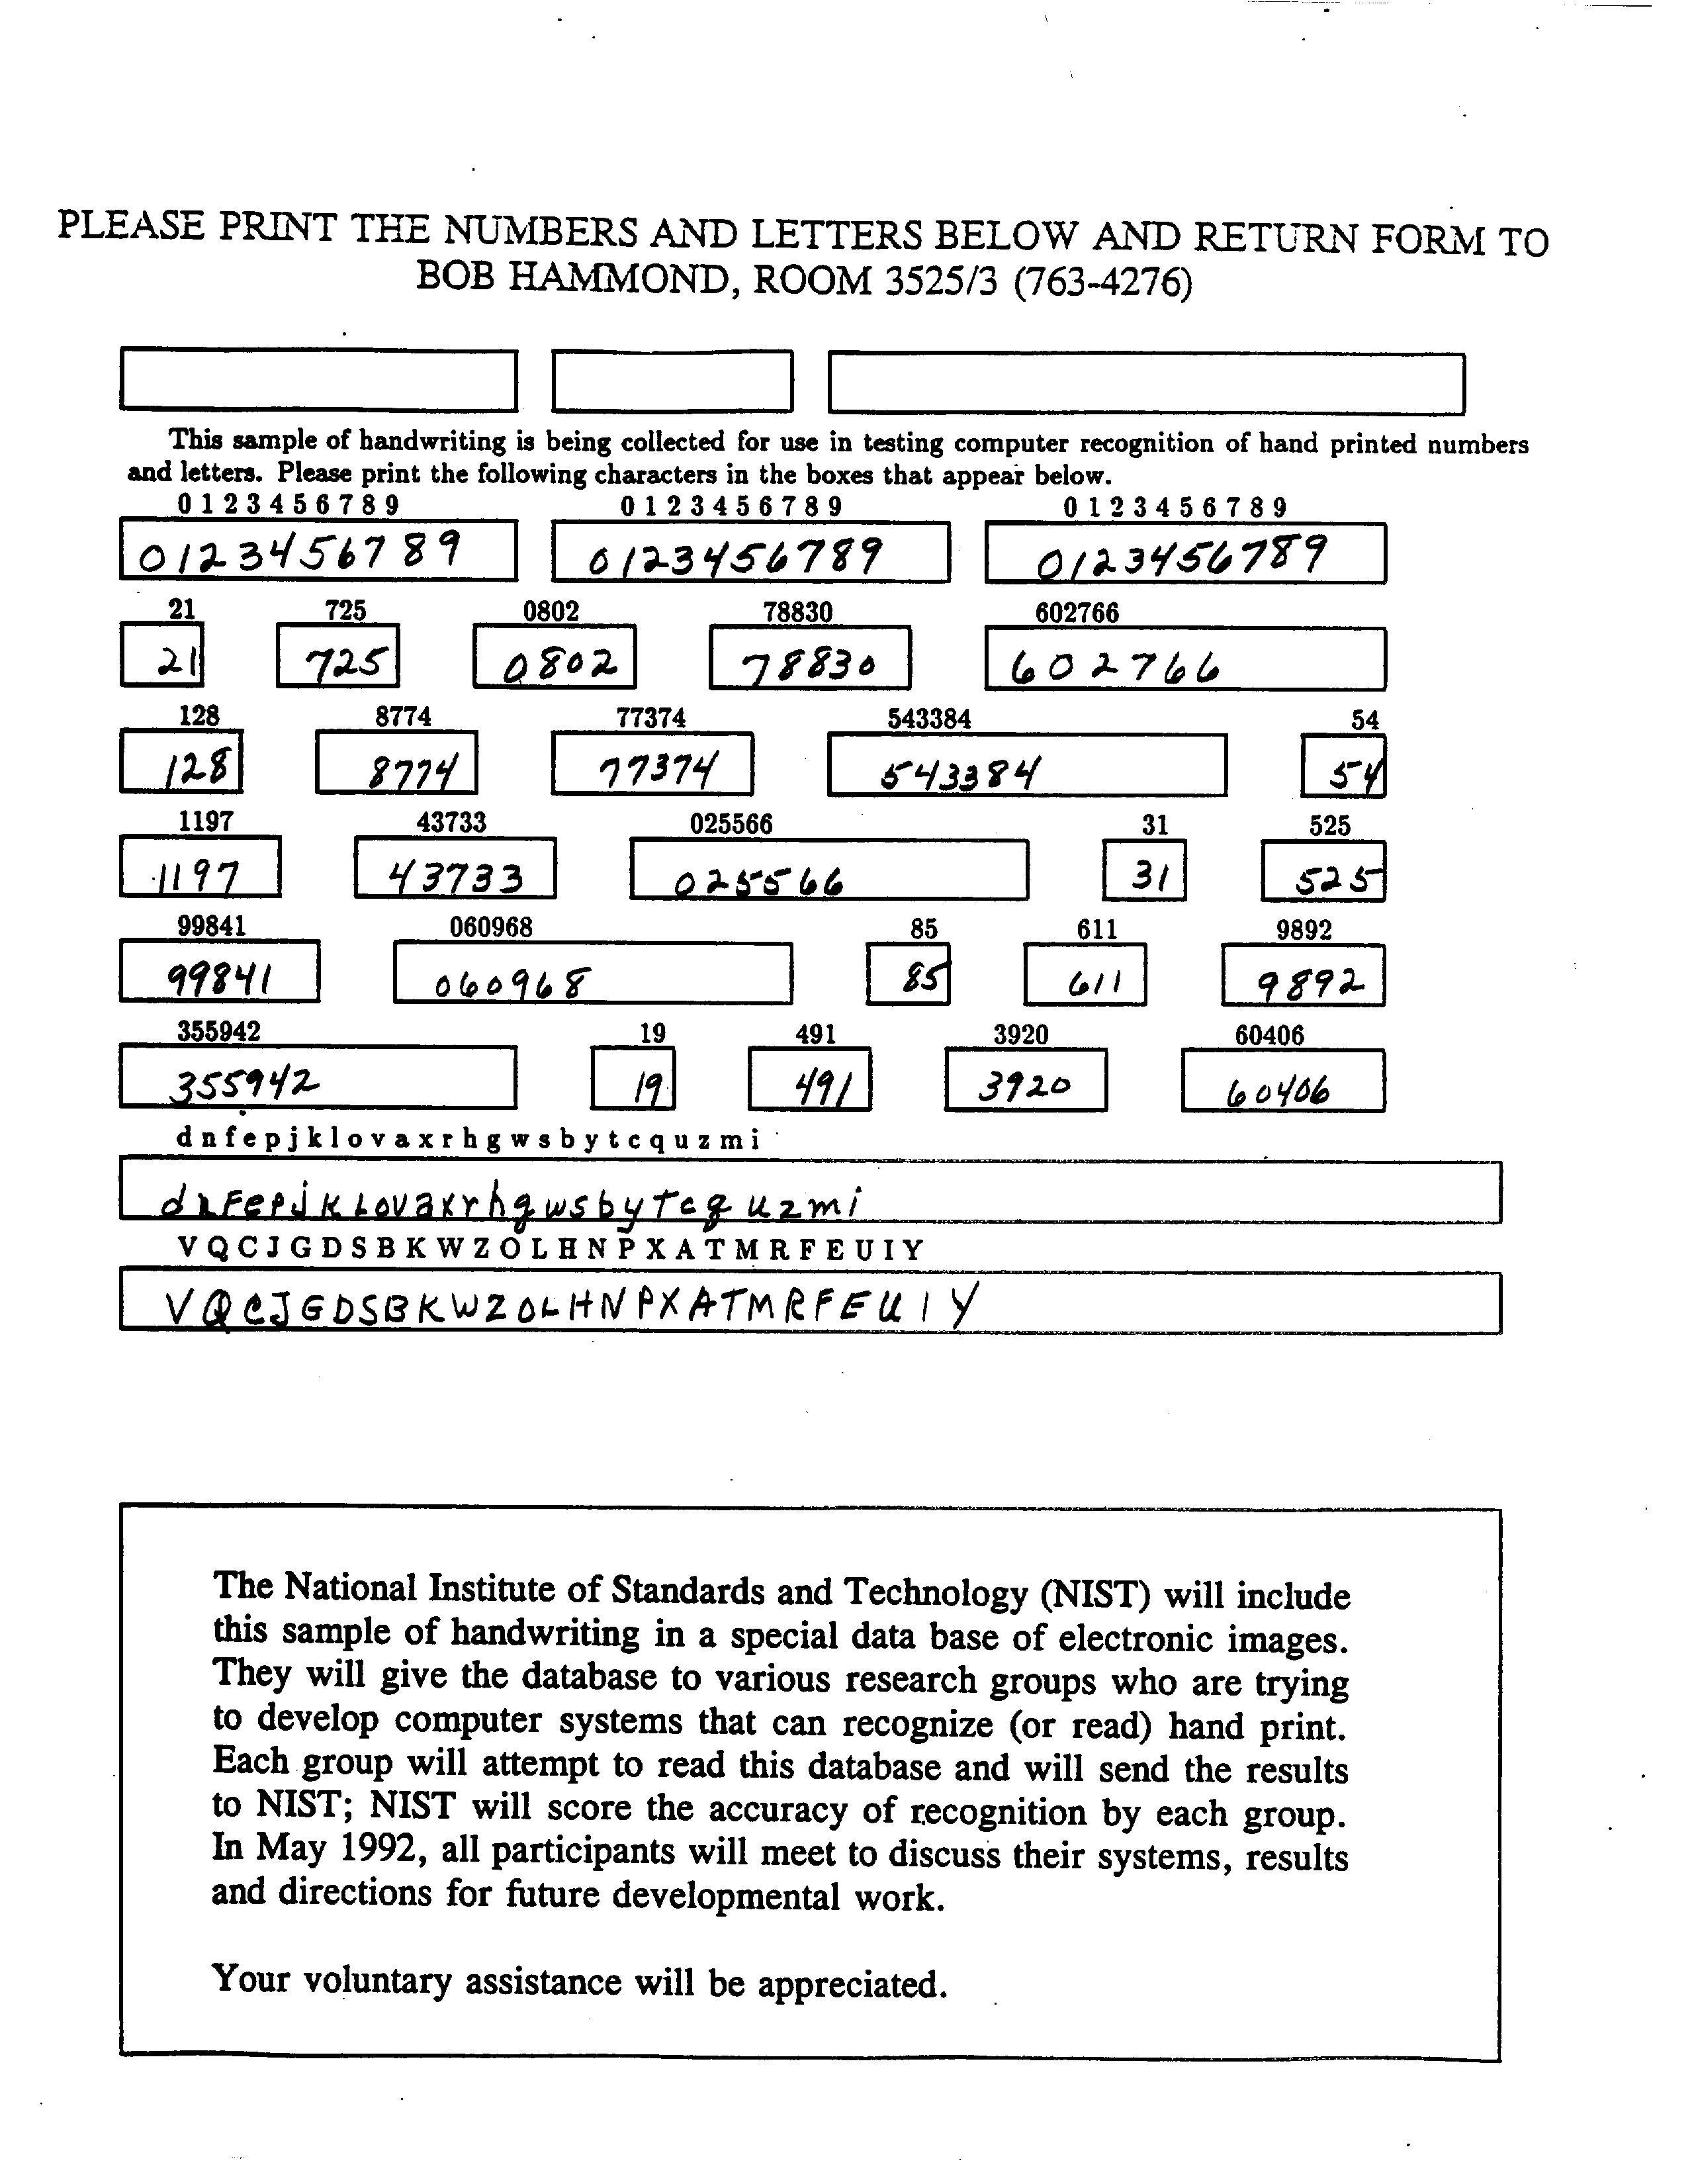 PLEASE PRINT THE NUMBERS AND LETTERS BELOW AND RETURN FORM TO
BOB HAMMOND, ROOM 3525/3 (763-4276)
This sample of handwriting is being collected for use in testing computer recognition of hand printed numbers
and letters. Please print the following characters in the boxes that appear below.
0 1 2 3 4 5 6 7 8 9 0 1 2 3 4 5 6 7 8 9 0 1 2 3 4 5 6 7 8 9
0123456789 0123456789 0123456789
21 725 0802 78830 602766
21 725 0802 78830 602766
128 8774 77374 543384 54
128 8774 77374 543384 54
1197 43733 025566 31 525
1197 43733 025566 31 525
99841 060968 85 611 9892
99841 060968 85 611 9892
355942 19 491 3920 60406
355942 19 491 3920 60406
d n f e p j k l o v a x r h g w s b y t c q u z m i
dnFepjKLovaxrhgwsbyTcquzmi
V Q C J G D S B K W Z O L H N P X A T M R F E U I Y
VQCJGDSBKWZOLHNPXATMRFEUIY
The National Institute of Standards and Technology (NIST) will include
this sample of handwriting in a special data base of electronic images.
They will give the database to various research groups who are trying
to develop computer systems that can recognize (or read) hand print.
Each group will attempt to read this database and will send the results
to NIST; NIST will score the accuracy of recognition by each group.
In May 1992, all participants will meet to discuss their systems, results
and directions for future developmental work.
Your voluntary assistance will be appreciated.